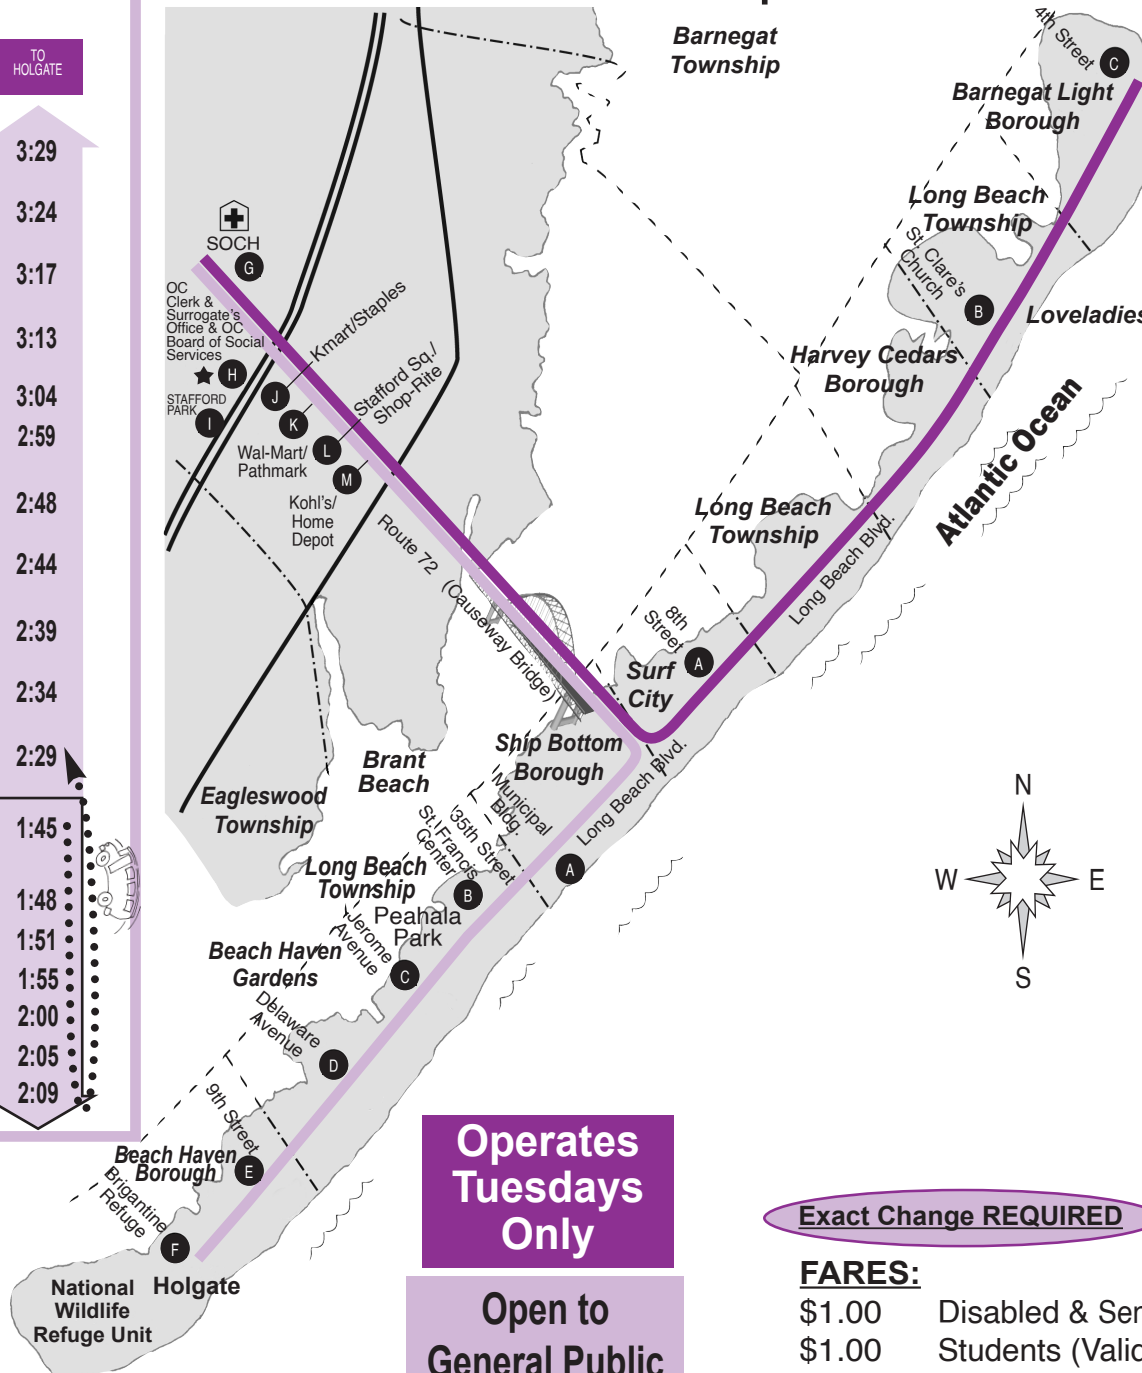 TO
HOLGATE
3:29
3:24
3:17
3:13
3:04
2:59
2:48
2:44
2:39
2:34
2:29
1:45
1:48
1:51
1:55
2:00
2:05
2:09
Barnegat
Township
4th Street
C
Barnegat Light
Borough
Long Beach
Township
St. Clare's
Church
B
Loveladies
Harvey Cedars
Borough
Atlantic Ocean
SOCH
G
OC
Clerk &
Surrogate's
Office & OC
Board of Social
Services
H
STAFFORD
PARK
I
J
Kmart/Staples
K
Stafford Sq./
Shop-Rite
L
Wal-Mart/
Pathmark
M
Kohl's/
Home
Depot
Route 72
(Causeway Bridge)
Long Beach
Township
Long Beach Blvd.
8th
Street
A
Surf
City
Ship Bottom
Borough
Municipal
Bldg.
Long Beach Blvd.
A
Brant
Beach
Eagleswood
Township
35th Street
St. Francis
Center
B
Long Beach
Township
Peahala
Park
Jerome
Avenue
C
Beach Haven
Gardens
Delaware
Avenue
D
9th Street
E
Beach Haven
Borough
Brigantine
Refuge
F
Holgate
National
Wildlife
Refuge Unit
N
W
E
S
Operates
Tuesdays
Only
Open to
General Public
Exact Change REQUIRED
FARES:
$1.00 Disabled & Ser
$1.00 Students (Valid